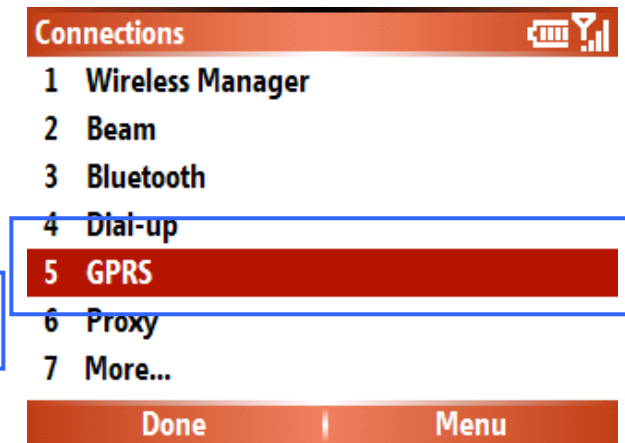 Connections
1 Wireless Manager
2 Beam
3 Bluetooth
4 Dial-up
5 GPRS
6 Proxy
7 More...
Done Menu